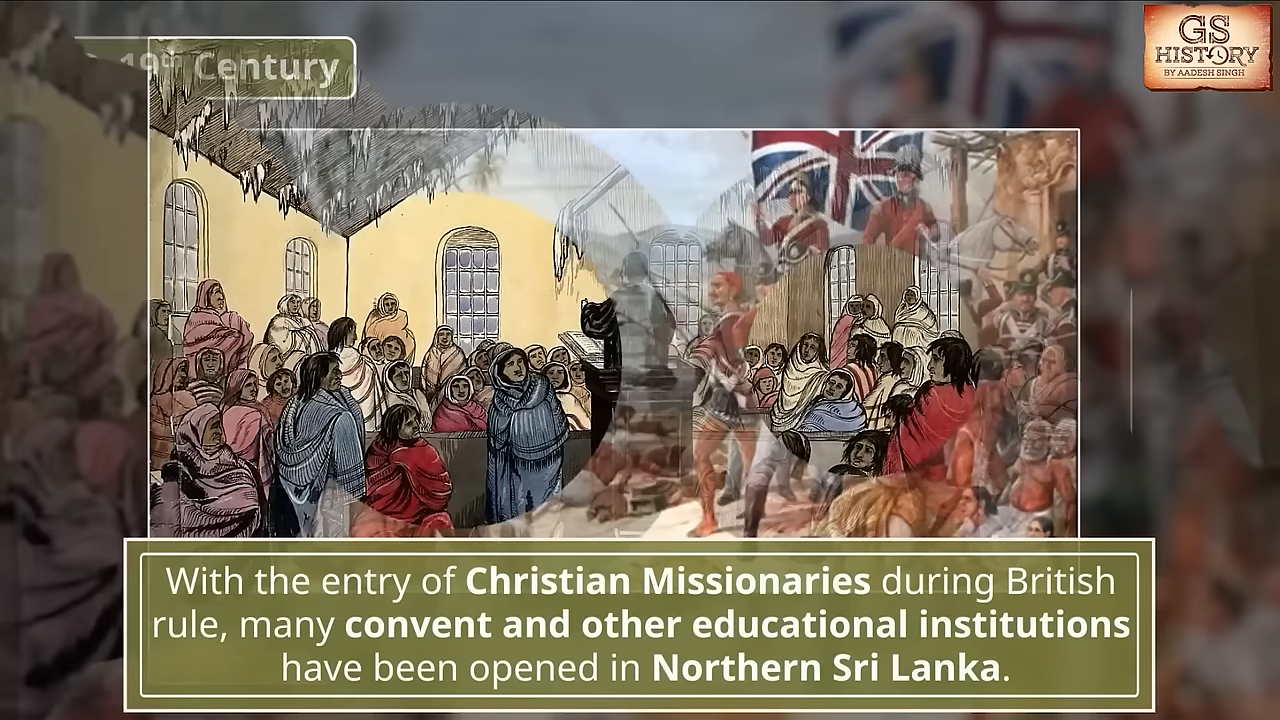 19th Century
GS
HISTORY
BY AADESH SINGH
With the entry of Christian Missionaries during British
rule, many convent and other educational institutions
have been opened in Northern Sri Lanka.